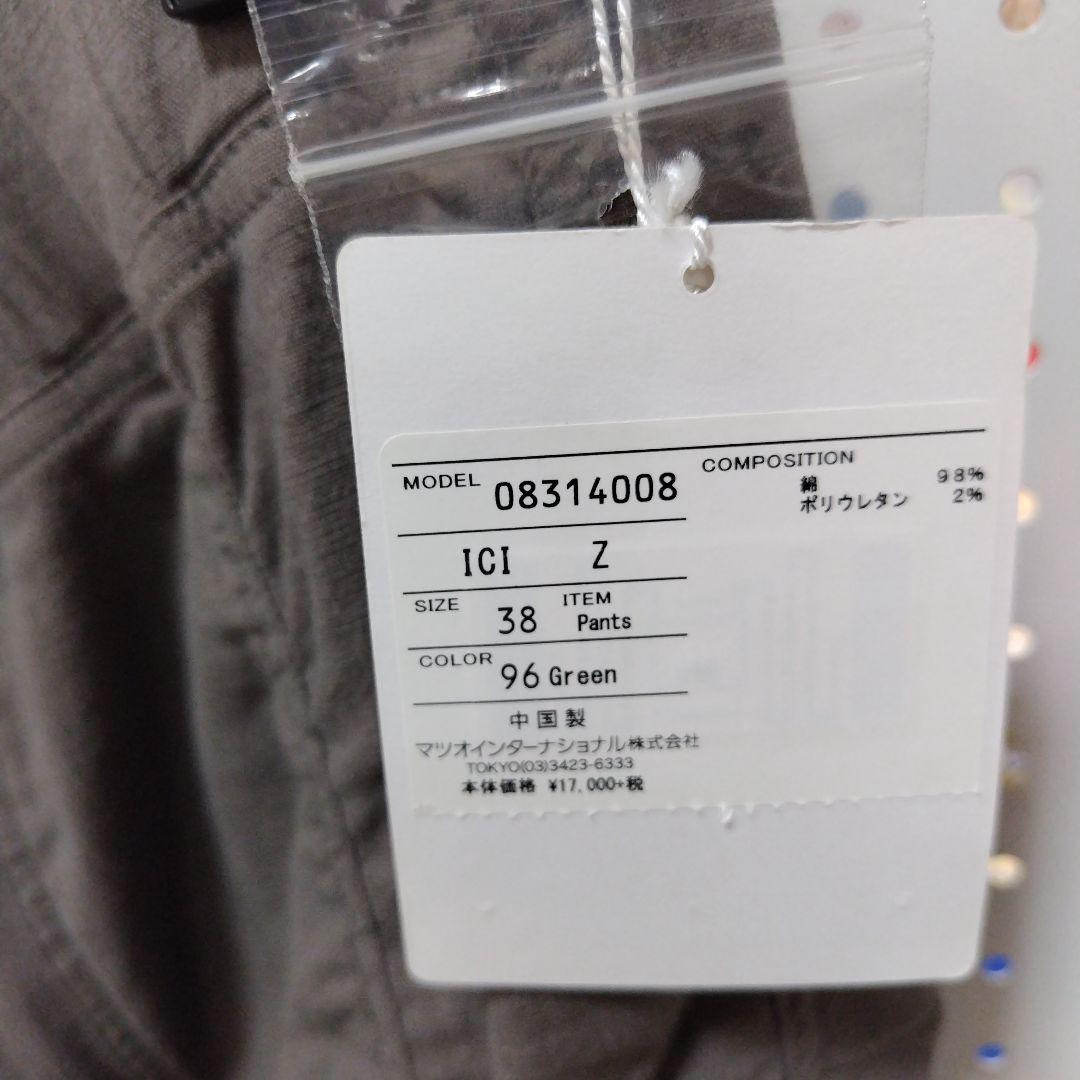 MODEL 08314008
COMPOSITION
綿 98%
ポリウレタン 2%
ICI Z
SIZE 38 ITEM Pants
COLOR 96 Green
中国製
マツオインターナショナル株式会社
TOKYO(03)3423-6333
本体価格 ¥17,000+税